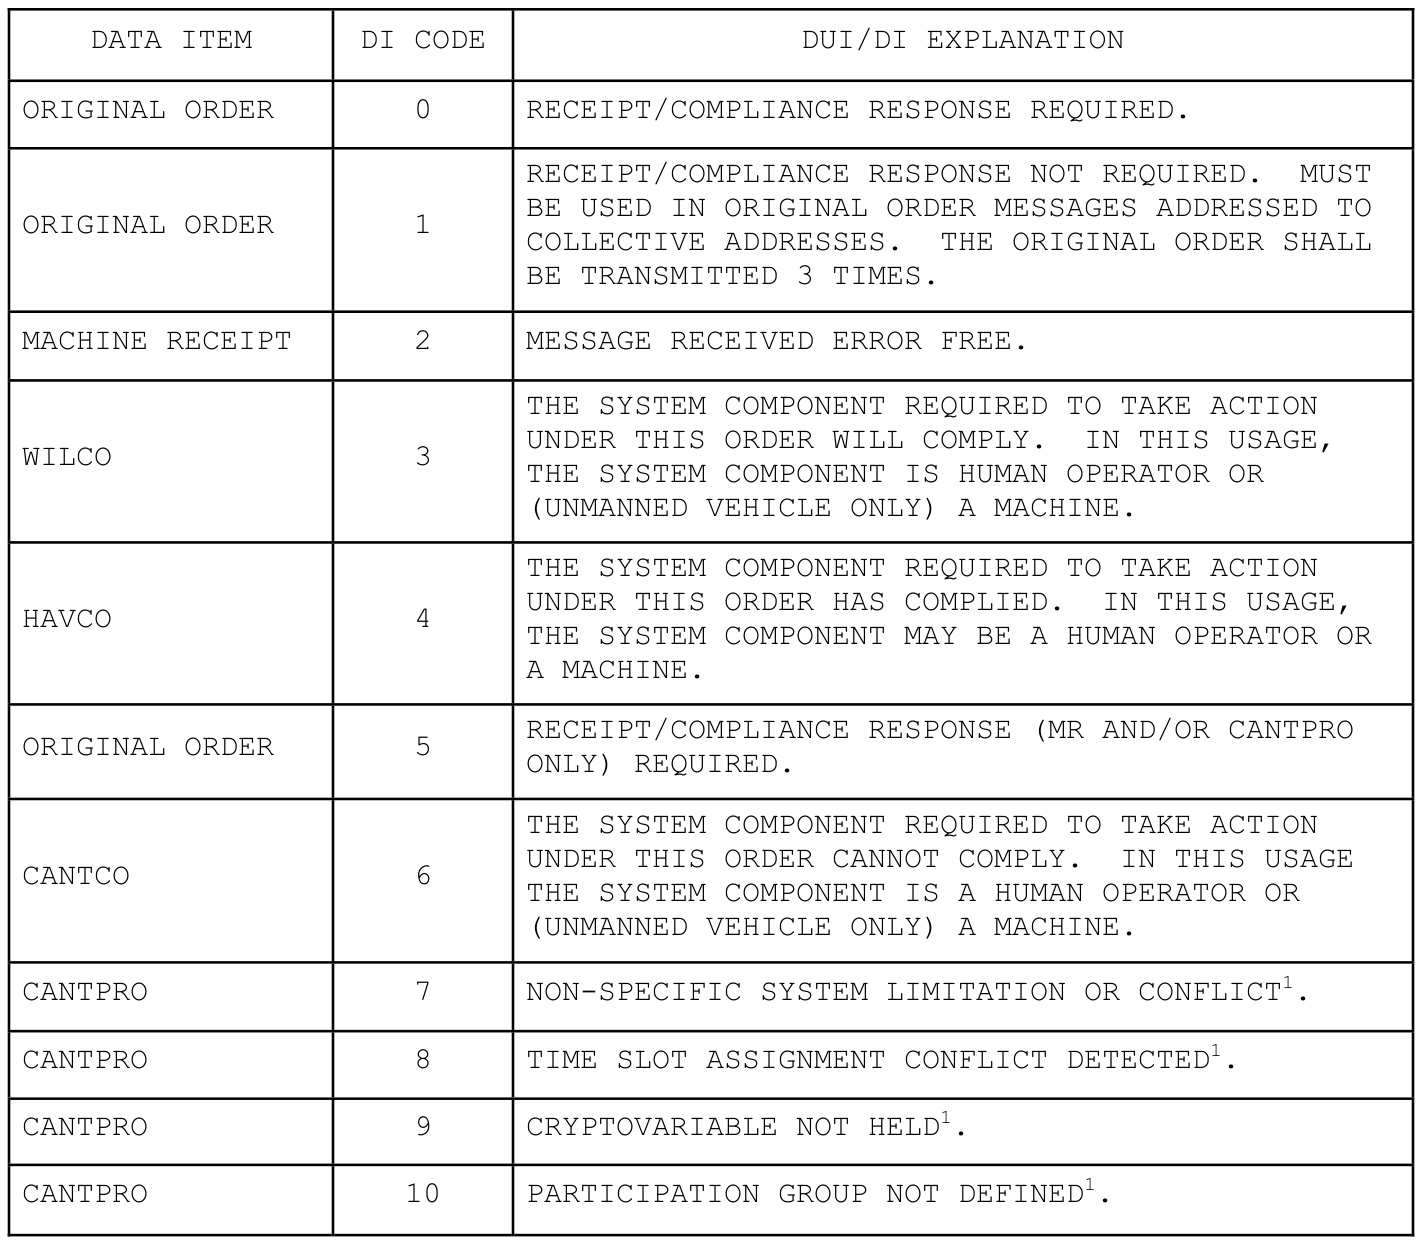 DATA ITEM DI CODE DUI/DI EXPLANATION
ORIGINAL ORDER 0 RECEIPT/COMPLIANCE RESPONSE REQUIRED.
RECEIPT/COMPLIANCE RESPONSE NOT REQUIRED.  MUST
BE USED IN ORIGINAL ORDER MESSAGES ADDRESSED TO
ORIGINAL ORDER 1 COLLECTIVE ADDRESSES.  THE ORIGINAL ORDER SHALL
BE TRANSMITTED 3 TIMES.
MACHINE RECEIPT 2 MESSAGE RECEIVED ERROR FREE.
THE SYSTEM COMPONENT REQUIRED TO TAKE ACTION
UNDER THIS ORDER WILL COMPLY.  IN THIS USAGE,
WILCO 3 THE SYSTEM COMPONENT IS HUMAN OPERATOR OR
(UNMANNED VEHICLE ONLY) A MACHINE.
THE SYSTEM COMPONENT REQUIRED TO TAKE ACTION
UNDER THIS ORDER HAS COMPLIED.  IN THIS USAGE,
HAVCO 4 THE SYSTEM COMPONENT MAY BE A HUMAN OPERATOR OR
A MACHINE.
ORIGINAL ORDER 5 RECEIPT/COMPLIANCE RESPONSE (MR AND/OR CANTPRO
ONLY) REQUIRED.
THE SYSTEM COMPONENT REQUIRED TO TAKE ACTION
UNDER THIS ORDER CANNOT COMPLY.  IN THIS USAGE
CANTCO 6 THE SYSTEM COMPONENT IS A HUMAN OPERATOR OR
(UNMANNED VEHICLE ONLY) A MACHINE.
CANTPRO 7 NON-SPECIFIC SYSTEM LIMITATION OR CONFLICT¹.
CANTPRO 8 TIME SLOT ASSIGNMENT CONFLICT DETECTED¹.
CANTPRO 9 CRYPTOVARIABLE NOT HELD¹.
CANTPRO 10 PARTICIPATION GROUP NOT DEFINED¹.